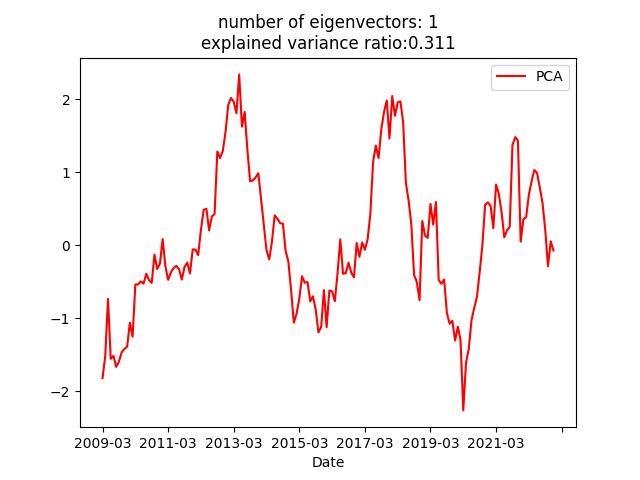 number of eigenvectors: 1
explained variance ratio:0.311
PCA
2
1
0
−1
−2
2009-03 2011-03 2013-03 2015-03 2017-03 2019-03 2021-03
Date